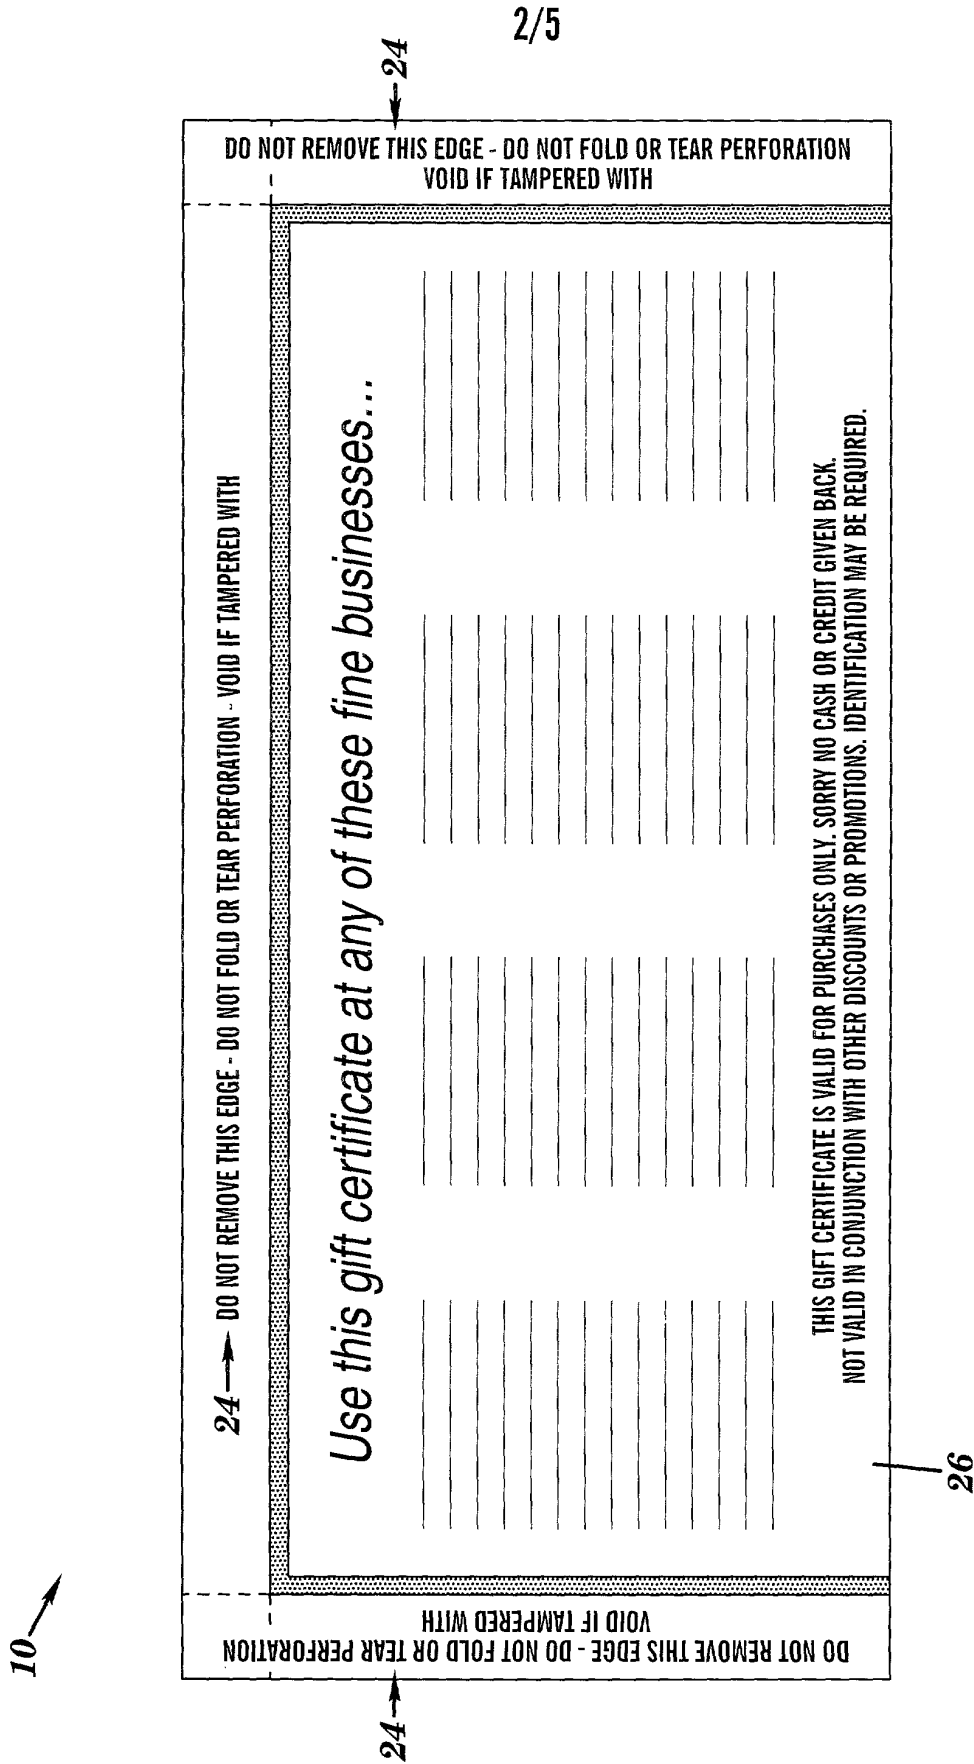 2/5
10
24
DO NOT REMOVE THIS EDGE - DO NOT FOLD OR TEAR PERFORATION - VOID IF TAMPERED WITH
24
DO NOT REMOVE THIS EDGE - DO NOT FOLD OR TEAR PERFORATION
VOID IF TAMPERED WITH
Use this gift certificate at any of these fine businesses...
THIS GIFT CERTIFICATE IS VALID FOR PURCHASES ONLY. SORRY NO CASH OR CREDIT GIVEN BACK.
NOT VALID IN CONJUNCTION WITH OTHER DISCOUNTS OR PROMOTIONS. IDENTIFICATION MAY BE REQUIRED.
26
24
DO NOT REMOVE THIS EDGE - DO NOT FOLD OR TEAR PERFORATION
VOID IF TAMPERED WITH